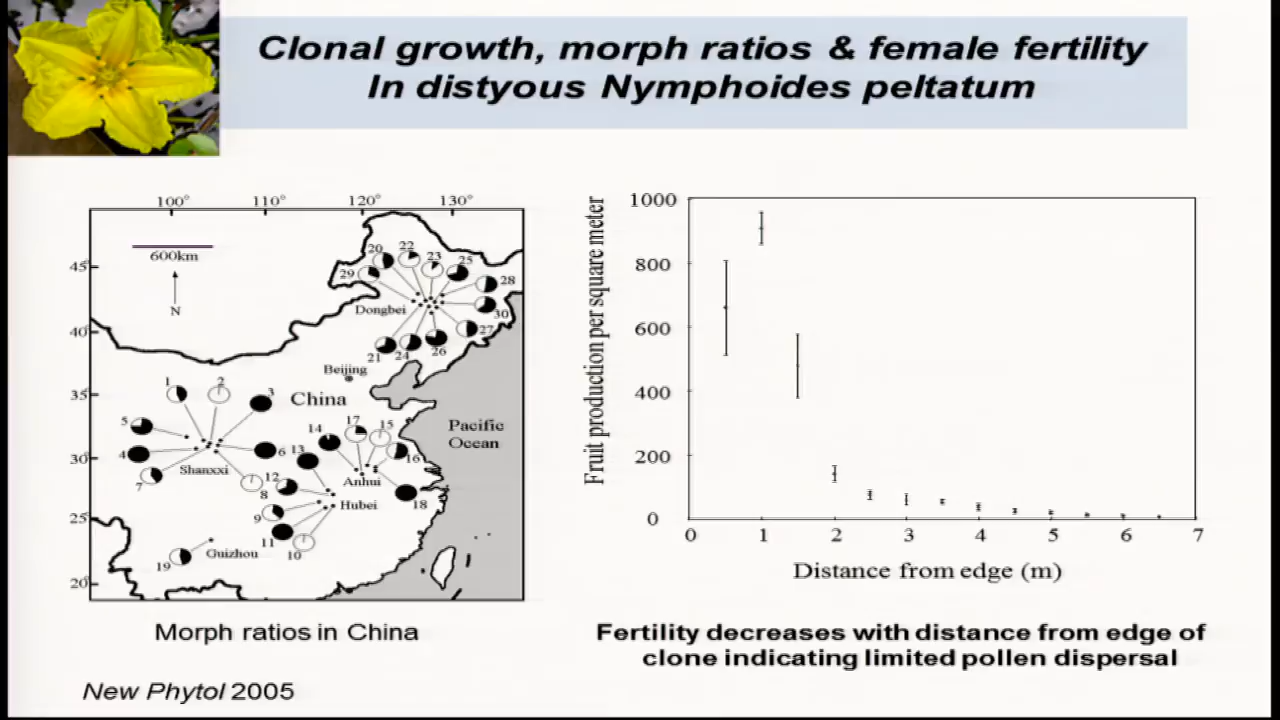 Clonal growth, morph ratios & female fertility
In distyous Nymphoides peltatum
100° 110° 120° 130°
600km
N
45°
40°
35°
30°
25°
20°
20 22 23 25
29 28
Dongbei 30
27
21 24 26
Beijing
1 2 3
China
5 17 15
14
Pacific
Ocean
4 6 13 16
Shanxxi
7 12 Anhui
8 18
Hubei
9
11 10
19 Guizhou
Morph ratios in China
New Phytol 2005
Fruit production per square meter
1000
800
600
400
200
0
0 1 2 3 4 5 6 7
Distance from edge (m)
Fertility decreases with distance from edge of
clone indicating limited pollen dispersal